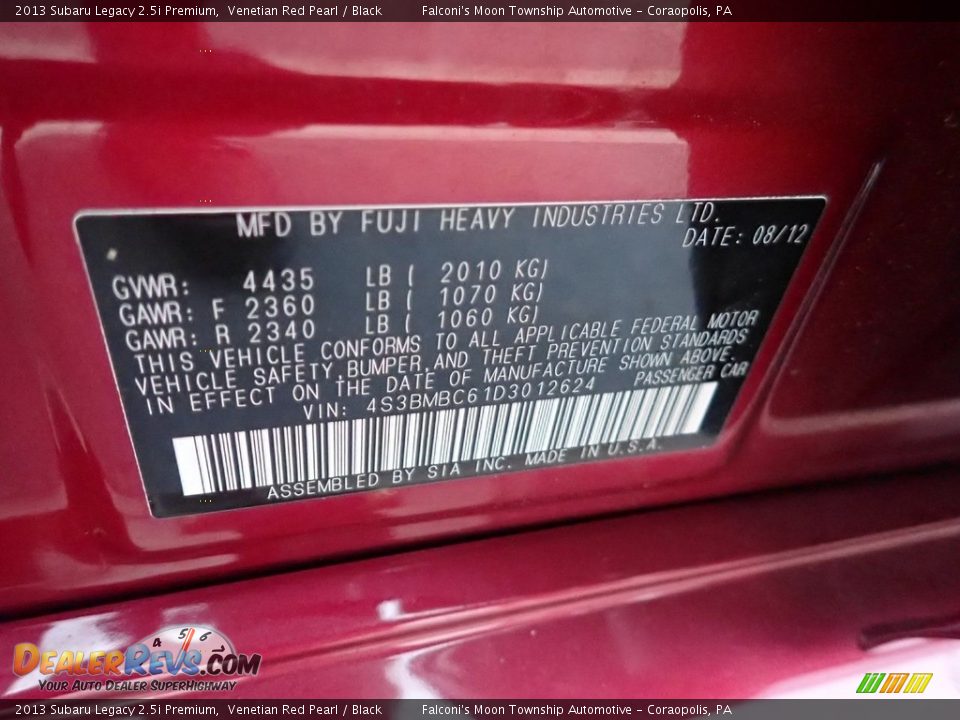 2013 Subaru Legacy 2.5i Premium, Venetian Red Pearl / Black Falconi's Moon Township Automotive - Coraopolis, PA
MFD BY FUJI HEAVY INDUSTRIES LTD.
DATE: 08/12
GVWR: 4435 LB ( 2010 KG)
GAWR: F 2360 LB ( 1070 KG)
GAWR: R 2340 LB ( 1060 KG)
THIS VEHICLE CONFORMS TO ALL APPLICABLE FEDERAL MOTOR
VEHICLE SAFETY,BUMPER,AND THEFT PREVENTION STANDARDS
IN EFFECT ON THE DATE OF MANUFACTURE SHOWN ABOVE.
VIN: 4S3BMBC61D3012624 PASSENGER CAR
ASSEMBLED BY SIA INC. MADE IN U.S.A.
4 5 6
DEALERREVS.COM
YOUR AUTO DEALER SUPERHIGHWAY
2013 Subaru Legacy 2.5i Premium, Venetian Red Pearl / Black Falconi's Moon Township Automotive - Coraopolis, PA